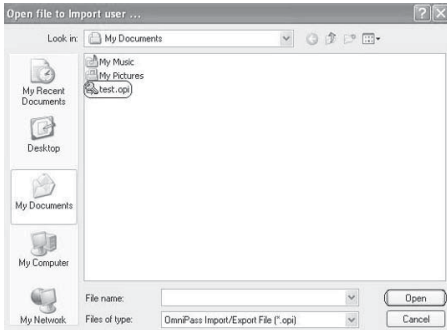 Open file to Import user ...
Look in: My Documents
My Recent
Documents
Desktop
My Documents
My Computer
My Network
My Music
My Pictures
test.opi
File name:
Open
Files of type: OmniPass Import/Export File (*.opi)
Cancel